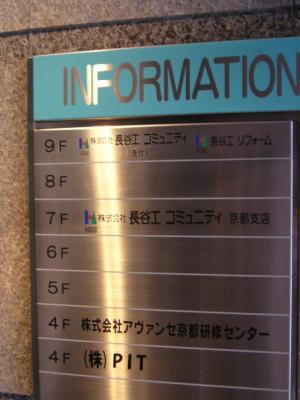 INFORMATION
9F 株式会社 長谷工 コミュニティ 長谷工 リフォーム
(受付)
8F
7F 株式会社 長谷工 コミュニティ 京都支店
6F
5F
4F 株式会社アヴァンセ京都研修センター
4F (株) PIT